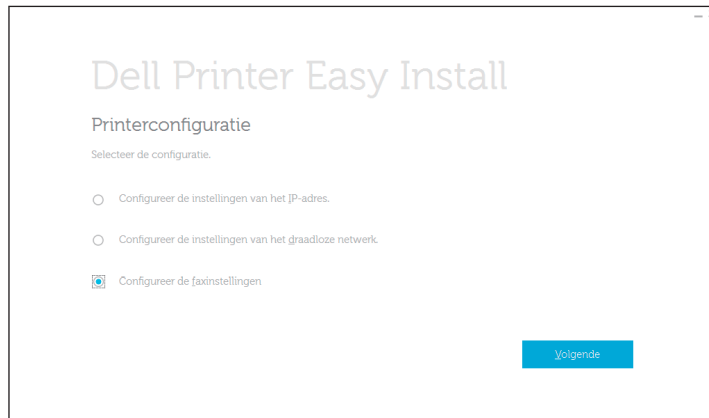 Dell Printer Easy Install
Printerconfiguratie
Selecteer de configuratie.
Configureer de instellingen van het IP-adres.
Configureer de instellingen van het draadloze netwerk.
Configureer de faxinstellingen
Volgende